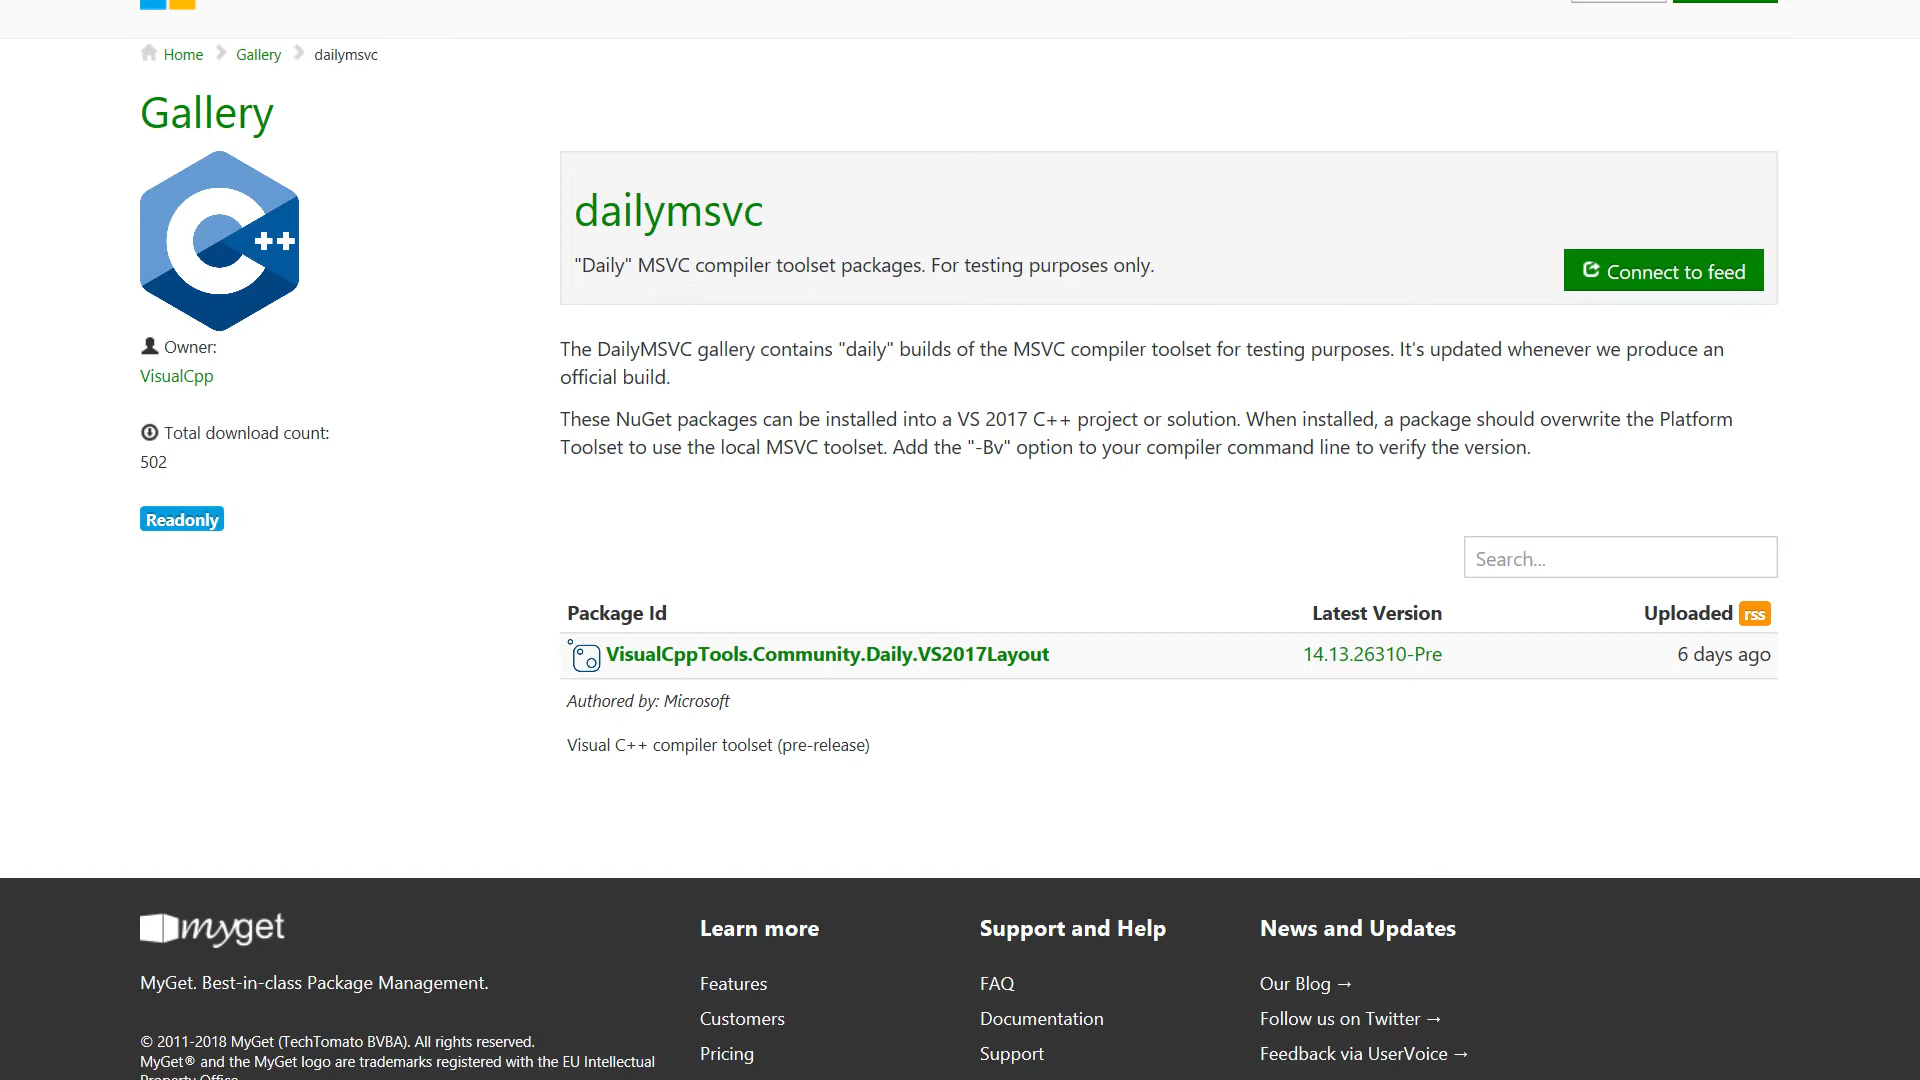 Home Gallery dailymsvc
Gallery
++
dailymsvc
"Daily" MSVC compiler toolset packages. For testing purposes only.
Connect to feed
Owner:
VisualCpp
Total download count:
502
Readonly
The DailyMSVC gallery contains "daily" builds of the MSVC compiler toolset for testing purposes. It's updated whenever we produce an
official build.
These NuGet packages can be installed into a VS 2017 C++ project or solution. When installed, a package should overwrite the Platform
Toolset to use the local MSVC toolset. Add the "-Bv" option to your compiler command line to verify the version.
Search...
Package Id Latest Version Uploaded rss
VisualCppTools.Community.Daily.VS2017Layout 14.13.26310-Pre 6 days ago
Authored by: Microsoft
Visual C++ compiler toolset (pre-release)
myget
MyGet. Best-in-class Package Management.
© 2011-2018 MyGet (TechTomato BVBA). All rights reserved.
MyGet® and the MyGet logo are trademarks registered with the EU Intellectual
Property Office
Learn more
Features
Customers
Pricing
Support and Help
FAQ
Documentation
Support
News and Updates
Our Blog →
Follow us on Twitter →
Feedback via UserVoice →